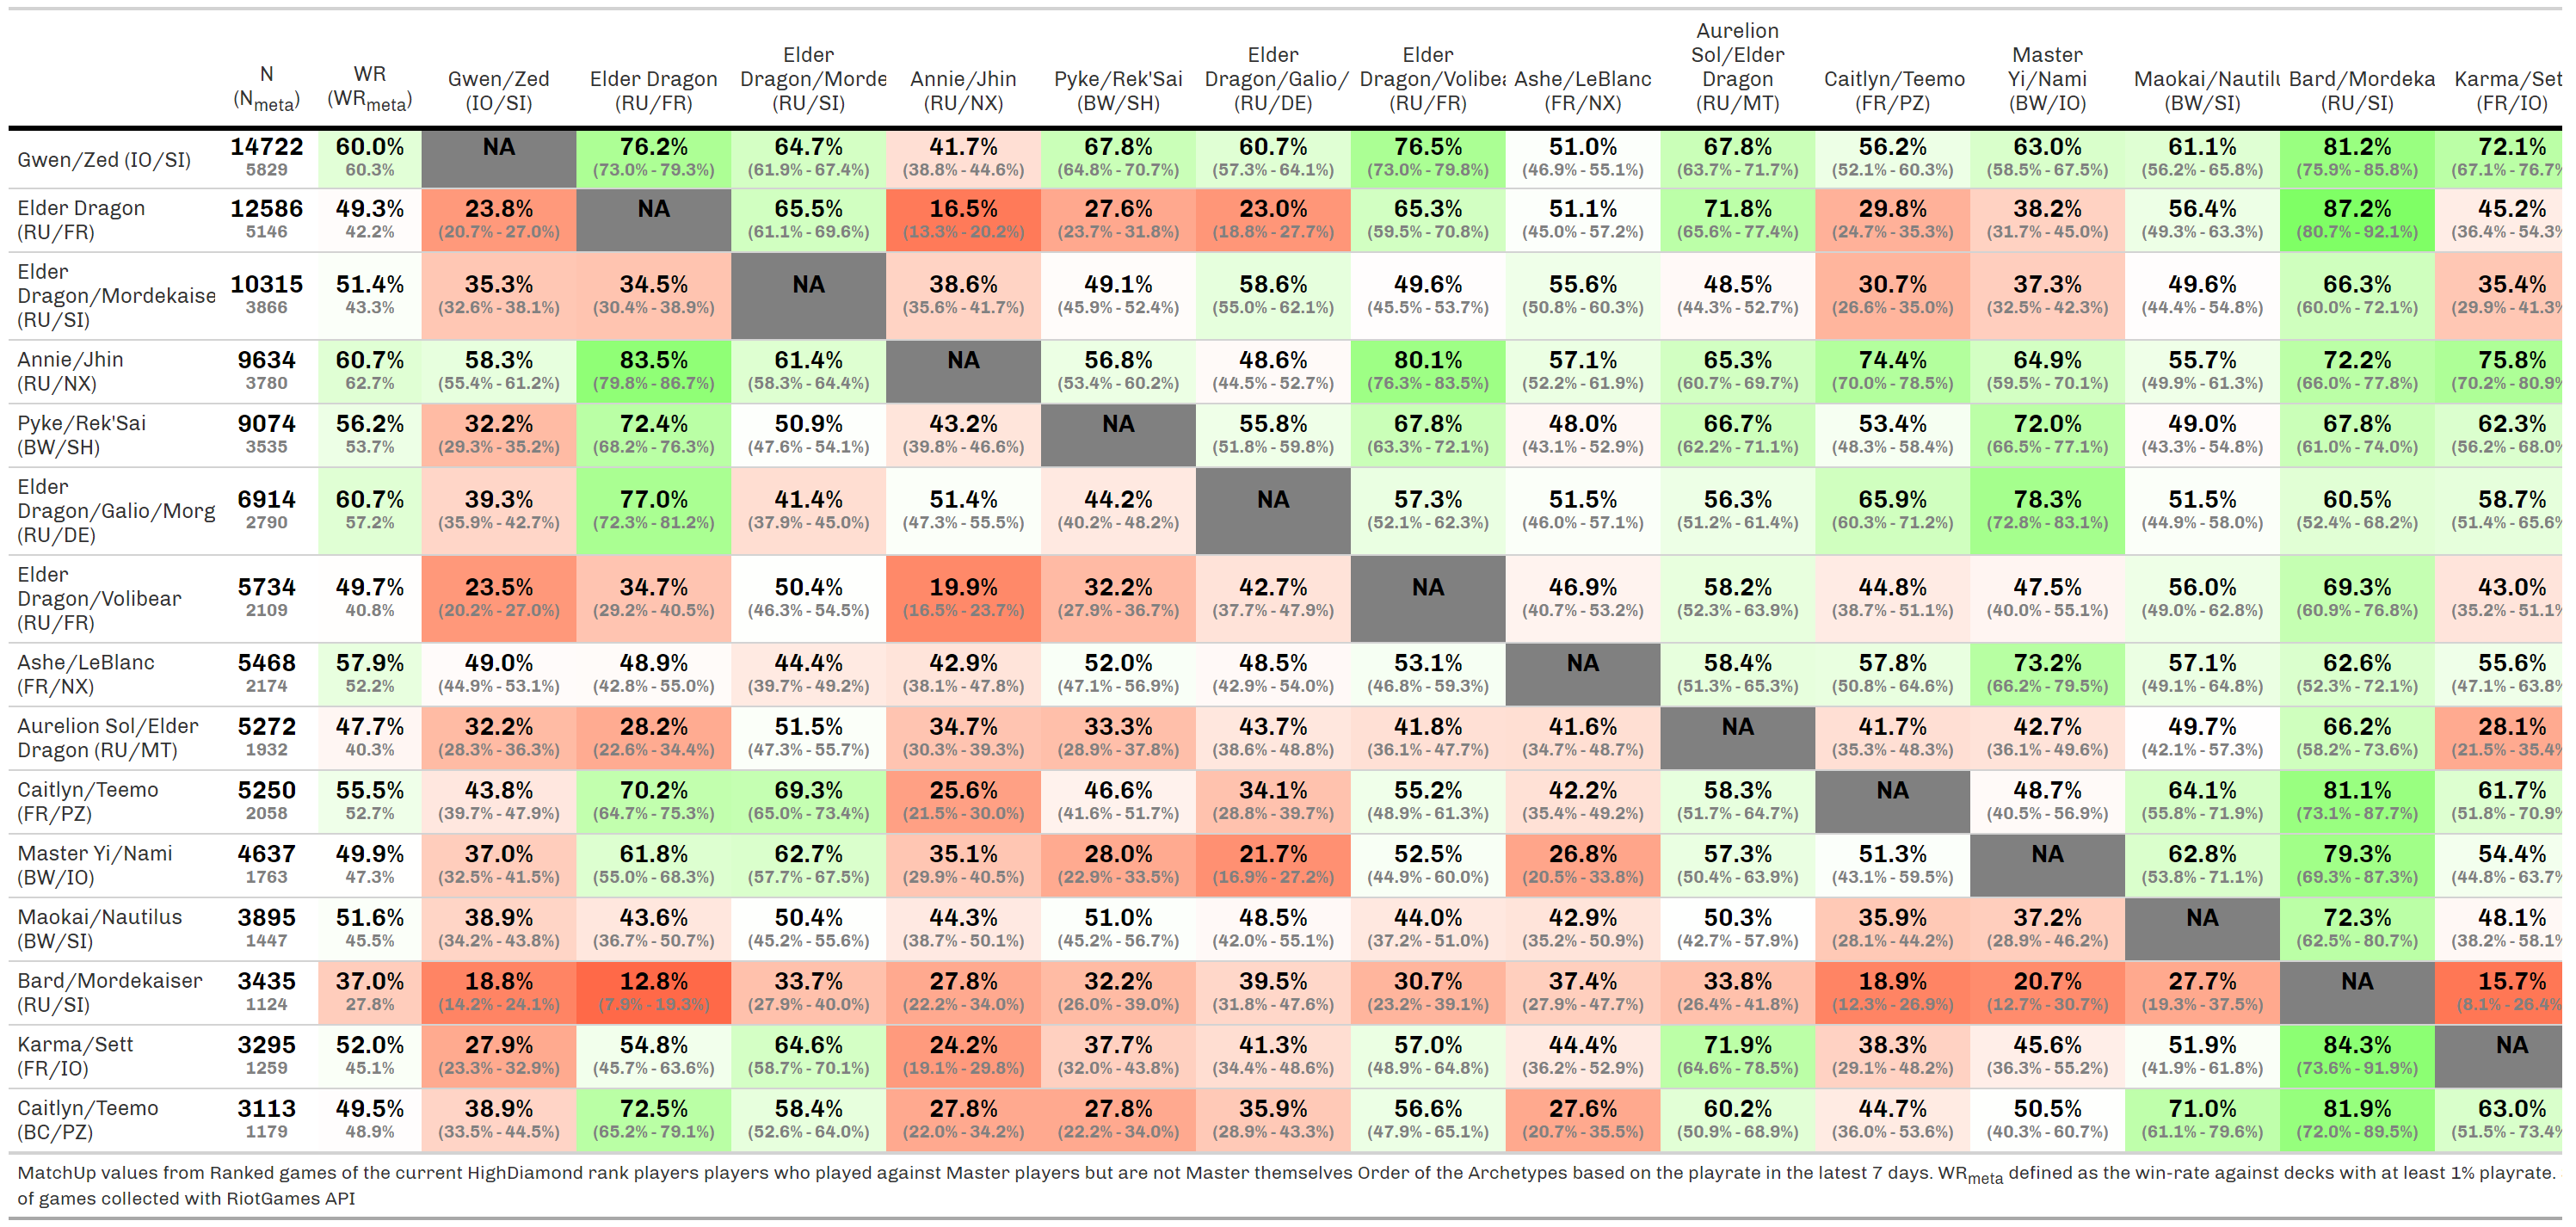 N (Nmeta) WR (WRmeta) Gwen/Zed (IO/SI) Elder Dragon (RU/FR) Elder Dragon/Morde (RU/SI) Annie/Jhin (RU/NX) Pyke/Rek'Sai (BW/SH) Elder Dragon/Galio/ (RU/DE) Elder Dragon/Volibea (RU/FR) Ashe/LeBlanc (FR/NX) Aurelion Sol/Elder Dragon (RU/MT) Caitlyn/Teemo (FR/PZ) Master Yi/Nami (BW/IO) Maokai/Nautilu (BW/SI) Bard/Mordeka (RU/SI) Karma/Sett (FR/IO)
Gwen/Zed (IO/SI) 14722 60.0% NA 76.2% 64.7% 41.7% 67.8% 60.7% 76.5% 51.0% 67.8% 56.2% 63.0% 61.1% 81.2% 72.1%
5829 60.3% (73.0% - 79.3%) (61.9% - 67.4%) (38.8% - 44.6%) (64.8% - 70.7%) (57.3% - 64.1%) (73.0% - 79.8%) (46.9% - 55.1%) (63.7% - 71.7%) (52.1% - 60.3%) (58.5% - 67.5%) (56.2% - 65.8%) (75.9% - 85.8%) (67.1% - 76.7%
Elder Dragon 12586 49.3% 23.8% NA 65.5% 16.5% 27.6% 23.0% 65.3% 51.1% 71.8% 29.8% 38.2% 56.4% 87.2% 45.2%
(RU/FR) 5146 42.2% (20.7% - 27.0%) (61.1% - 69.6%) (13.3% - 20.2%) (23.7% - 31.8%) (18.8% - 27.7%) (59.5% - 70.8%) (45.0% - 57.2%) (65.6% - 77.4%) (24.7% - 35.3%) (31.7% - 45.0%) (49.3% - 63.3%) (80.7% - 92.1%) (36.4% - 54.3%
Elder
Dragon/Mordekaise 10315 51.4% 35.3% 34.5% NA 38.6% 49.1% 58.6% 49.6% 55.6% 48.5% 30.7% 37.3% 49.6% 66.3% 35.4%
(RU/SI) 3866 43.3% (32.6% - 38.1%) (30.4% - 38.9%) (35.6% - 41.7%) (45.9% - 52.4%) (55.0% - 62.1%) (45.5% - 53.7%) (50.8% - 60.3%) (44.3% - 52.7%) (26.6% - 35.0%) (32.5% - 42.3%) (44.4% - 54.8%) (60.0% - 72.1%) (29.9% - 41.3%
Annie/Jhin 9634 60.7% 58.3% 83.5% 61.4% NA 56.8% 48.6% 80.1% 57.1% 65.3% 74.4% 64.9% 55.7% 72.2% 75.8%
(RU/NX) 3780 62.7% (55.4% - 61.2%) (79.8% - 86.7%) (58.3% - 64.4%) (53.4% - 60.2%) (44.5% - 52.7%) (76.3% - 83.5%) (52.2% - 61.9%) (60.7% - 69.7%) (70.0% - 78.5%) (59.5% - 70.1%) (49.9% - 61.3%) (66.0% - 77.8%) (70.2% - 80.9%
Pyke/Rek'Sai 9074 56.2% 32.2% 72.4% 50.9% 43.2% NA 55.8% 67.8% 48.0% 66.7% 53.4% 72.0% 49.0% 67.8% 62.3%
(BW/SH) 3535 53.7% (29.3% - 35.2%) (68.2% - 76.3%) (47.6% - 54.1%) (39.8% - 46.6%) (51.8% - 59.8%) (63.3% - 72.1%) (43.1% - 52.9%) (62.2% - 71.1%) (48.3% - 58.4%) (66.5% - 77.1%) (43.3% - 54.8%) (61.0% - 74.0%) (56.2% - 68.0%
Elder
Dragon/Galio/Morg 6914 60.7% 39.3% 77.0% 41.4% 51.4% 44.2% NA 57.3% 51.5% 56.3% 65.9% 78.3% 51.5% 60.5% 58.7%
(RU/DE) 2790 57.2% (35.9% - 42.7%) (72.3% - 81.2%) (37.9% - 45.0%) (47.3% - 55.5%) (40.2% - 48.2%) (52.1% - 62.3%) (46.0% - 57.1%) (51.2% - 61.4%) (60.3% - 71.2%) (72.8% - 83.1%) (44.9% - 58.0%) (52.4% - 68.2%) (51.4% - 65.6%
Elder
Dragon/Volibear 5734 49.7% 23.5% 34.7% 50.4% 19.9% 32.2% 42.7% NA 46.9% 58.2% 44.8% 47.5% 56.0% 69.3% 43.0%
(RU/FR) 2109 40.8% (20.2% - 27.0%) (29.2% - 40.5%) (46.3% - 54.5%) (16.5% - 23.7%) (27.9% - 36.7%) (37.7% - 47.9%) (40.7% - 53.2%) (52.3% - 63.9%) (38.7% - 51.1%) (40.0% - 55.1%) (49.0% - 62.8%) (60.9% - 76.8%) (35.2% - 51.1%
Ashe/LeBlanc 5468 57.9% 49.0% 48.9% 44.4% 42.9% 52.0% 48.5% 53.1% NA 58.4% 57.8% 73.2% 57.1% 62.6% 55.6%
(FR/NX) 2174 52.2% (44.9% - 53.1%) (42.8% - 55.0%) (39.7% - 49.2%) (38.1% - 47.8%) (47.1% - 56.9%) (42.9% - 54.0%) (46.8% - 59.3%) (51.3% - 65.3%) (50.8% - 64.6%) (66.2% - 79.5%) (49.1% - 64.8%) (52.3% - 72.1%) (47.1% - 63.8%
Aurelion Sol/Elder 5272 47.7% 32.2% 28.2% 51.5% 34.7% 33.3% 43.7% 41.8% 41.6% NA 41.7% 42.7% 49.7% 66.2% 28.1%
Dragon (RU/MT) 1932 40.3% (28.3% - 36.3%) (22.6% - 34.4%) (47.3% - 55.7%) (30.3% - 39.3%) (28.9% - 37.8%) (38.6% - 48.8%) (36.1% - 47.7%) (34.7% - 48.7%) (35.3% - 48.3%) (36.1% - 49.6%) (42.1% - 57.3%) (58.2% - 73.6%) (21.5% - 35.4%
Caitlyn/Teemo 5250 55.5% 43.8% 70.2% 69.3% 25.6% 46.6% 34.1% 55.2% 42.2% 58.3% NA 48.7% 64.1% 81.1% 61.7%
(FR/PZ) 2058 52.7% (39.7% - 47.9%) (64.7% - 75.3%) (65.0% - 73.4%) (21.5% - 30.0%) (41.6% - 51.7%) (28.8% - 39.7%) (48.9% - 61.3%) (35.4% - 49.2%) (51.7% - 64.7%) (40.5% - 56.9%) (55.8% - 71.9%) (73.1% - 87.7%) (51.8% - 70.9%
Master Yi/Nami 4637 49.9% 37.0% 61.8% 62.7% 35.1% 28.0% 21.7% 52.5% 26.8% 57.3% 51.3% NA 62.8% 79.3% 54.4%
(BW/IO) 1763 47.3% (32.5% - 41.5%) (55.0% - 68.3%) (57.7% - 67.5%) (29.9% - 40.5%) (22.9% - 33.5%) (16.9% - 27.2%) (44.9% - 60.0%) (20.5% - 33.8%) (50.4% - 63.9%) (43.1% - 59.5%) (53.8% - 71.1%) (69.3% - 87.3%) (44.8% - 63.7%
Maokai/Nautilus 3895 51.6% 38.9% 43.6% 50.4% 44.3% 51.0% 48.5% 44.0% 42.9% 50.3% 35.9% 37.2% NA 72.3% 48.1%
(BW/SI) 1447 45.5% (34.2% - 43.8%) (36.7% - 50.7%) (45.2% - 55.6%) (38.7% - 50.1%) (45.2% - 56.7%) (42.0% - 55.1%) (37.2% - 51.0%) (35.2% - 50.9%) (42.7% - 57.9%) (28.1% - 44.2%) (28.9% - 46.2%) (62.5% - 80.7%) (38.2% - 58.1%
Bard/Mordekaiser 3435 37.0% 18.8% 12.8% 33.7% 27.8% 32.2% 39.5% 30.7% 37.4% 33.8% 18.9% 20.7% 27.7% NA 15.7%
(RU/SI) 1124 27.8% (14.2% - 24.1%) (7.9% - 19.3%) (27.9% - 40.0%) (22.2% - 34.0%) (26.0% - 39.0%) (31.8% - 47.6%) (23.2% - 39.1%) (27.9% - 47.7%) (26.4% - 41.8%) (12.3% - 26.9%) (12.7% - 30.7%) (19.3% - 37.5%) (8.1% - 26.4%
Karma/Sett 3295 52.0% 27.9% 54.8% 64.6% 24.2% 37.7% 41.3% 57.0% 44.4% 71.9% 38.3% 45.6% 51.9% 84.3% NA
(FR/IO) 1259 45.1% (23.3% - 32.9%) (45.7% - 63.6%) (58.7% - 70.1%) (19.1% - 29.8%) (32.0% - 43.8%) (34.4% - 48.6%) (48.9% - 64.8%) (36.2% - 52.9%) (64.6% - 78.5%) (29.1% - 48.2%) (36.3% - 55.2%) (41.9% - 61.8%) (73.6% - 91.9%)
Caitlyn/Teemo 3113 49.5% 38.9% 72.5% 58.4% 27.8% 27.8% 35.9% 56.6% 27.6% 60.2% 44.7% 50.5% 71.0% 81.9% 63.0%
(BC/PZ) 1179 48.9% (33.5% - 44.5%) (65.2% - 79.1%) (52.6% - 64.0%) (22.0% - 34.2%) (22.2% - 34.0%) (28.9% - 43.3%) (47.9% - 65.1%) (20.7% - 35.5%) (50.9% - 68.9%) (36.0% - 53.6%) (40.3% - 60.7%) (61.1% - 79.6%) (72.0% - 89.5%) (51.5% - 73.4%
MatchUp values from Ranked games of the current HighDiamond rank players players who played against Master players but are not Master themselves Order of the Archetypes based on the playrate in the latest 7 days. WRmeta defined as the win-rate against decks with at least 1% playrate.
of games collected with RiotGames API